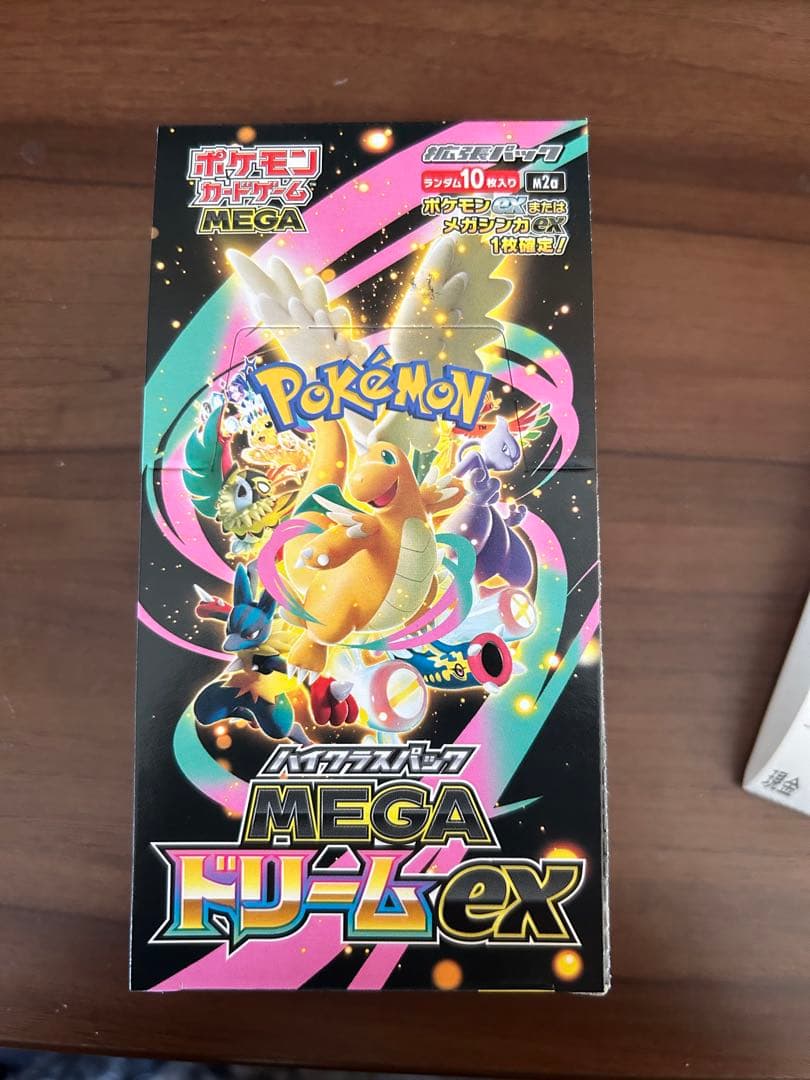 ポケモン
カードゲーム
MEGA
拡張パック
ランダム10枚入り M2a
ポケモンexまたは
メガシンカex
1枚確定!
POKéMON
TM
ハイクラスパック
MEGA
ドリームex
現金